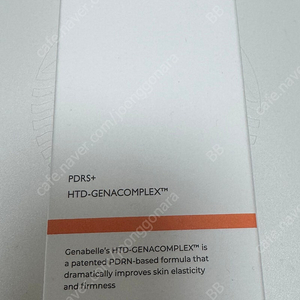 PDRS+
HTD-GENACOMPLEX™
Genabelle's HTD-GENACOMPLEX™ is
a patented PDRN-based formula that
dramatically improves skin elasticity
and firmness